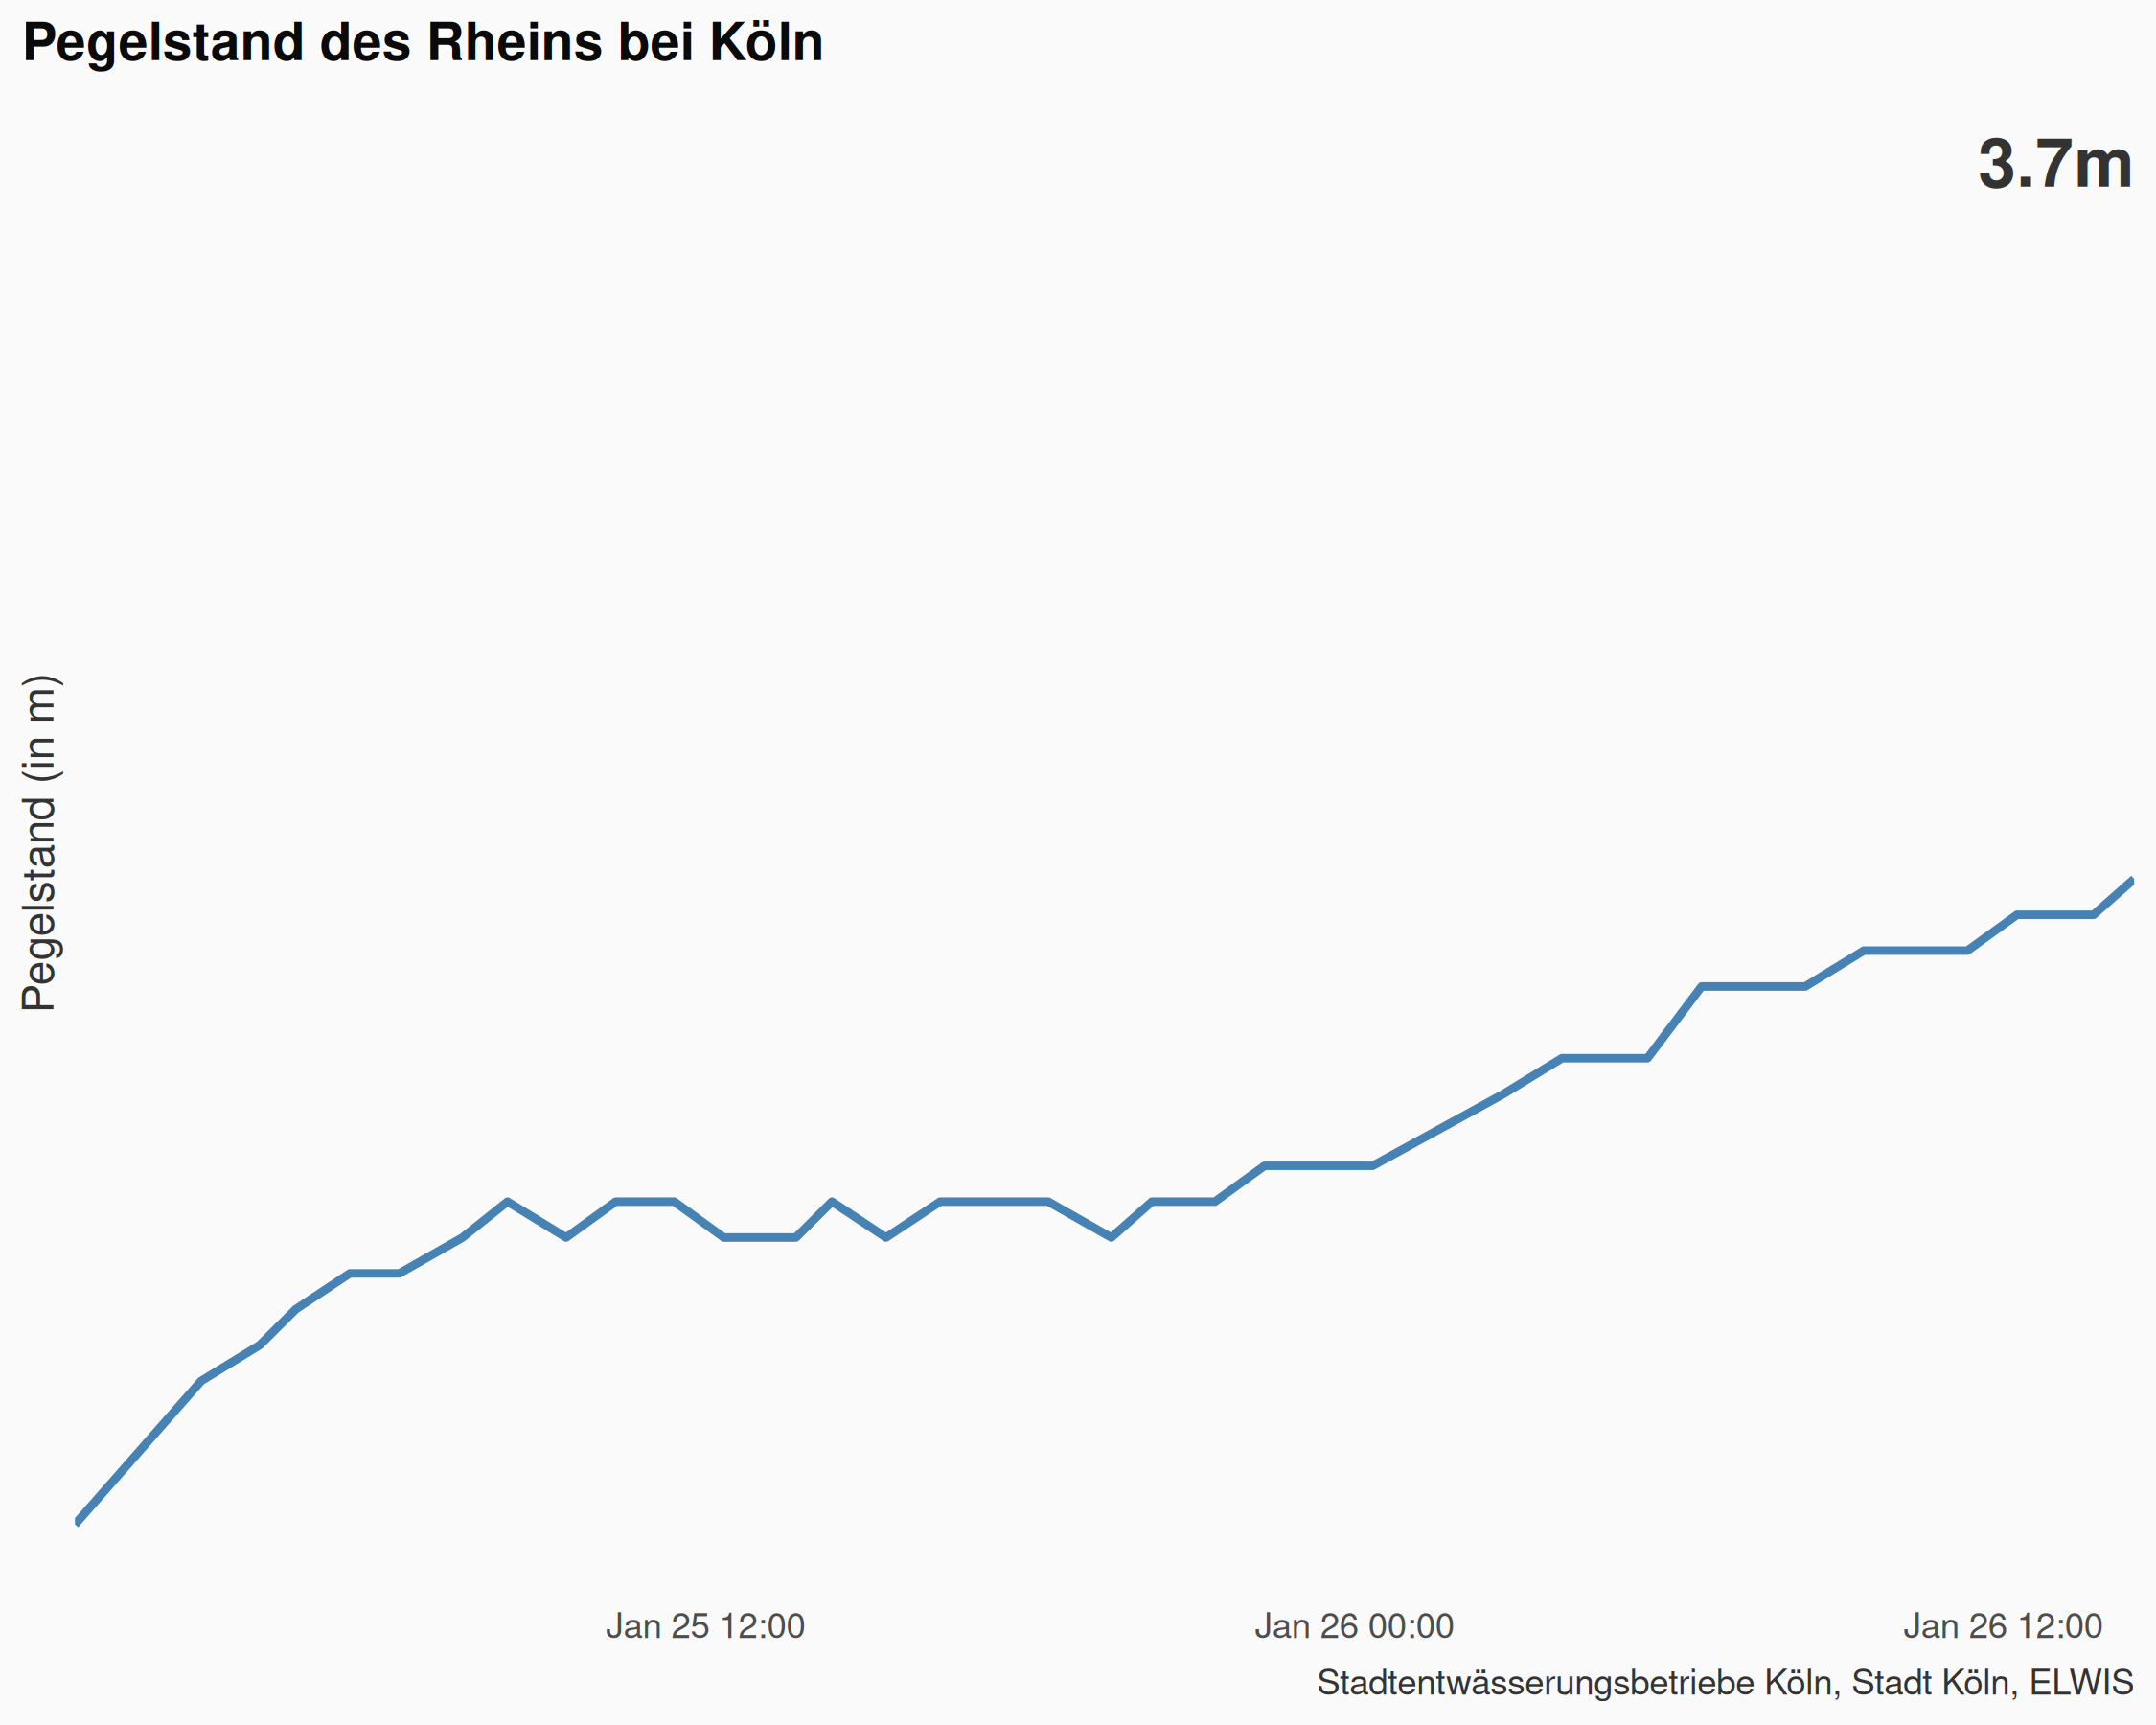 Pegelstand des Rheins bei Köln
3.7m
Pegelstand (in m)
Jan 25 12:00
Jan 26 00:00
Jan 26 12:00
Stadtentwässerungsbetriebe Köln, Stadt Köln, ELWIS